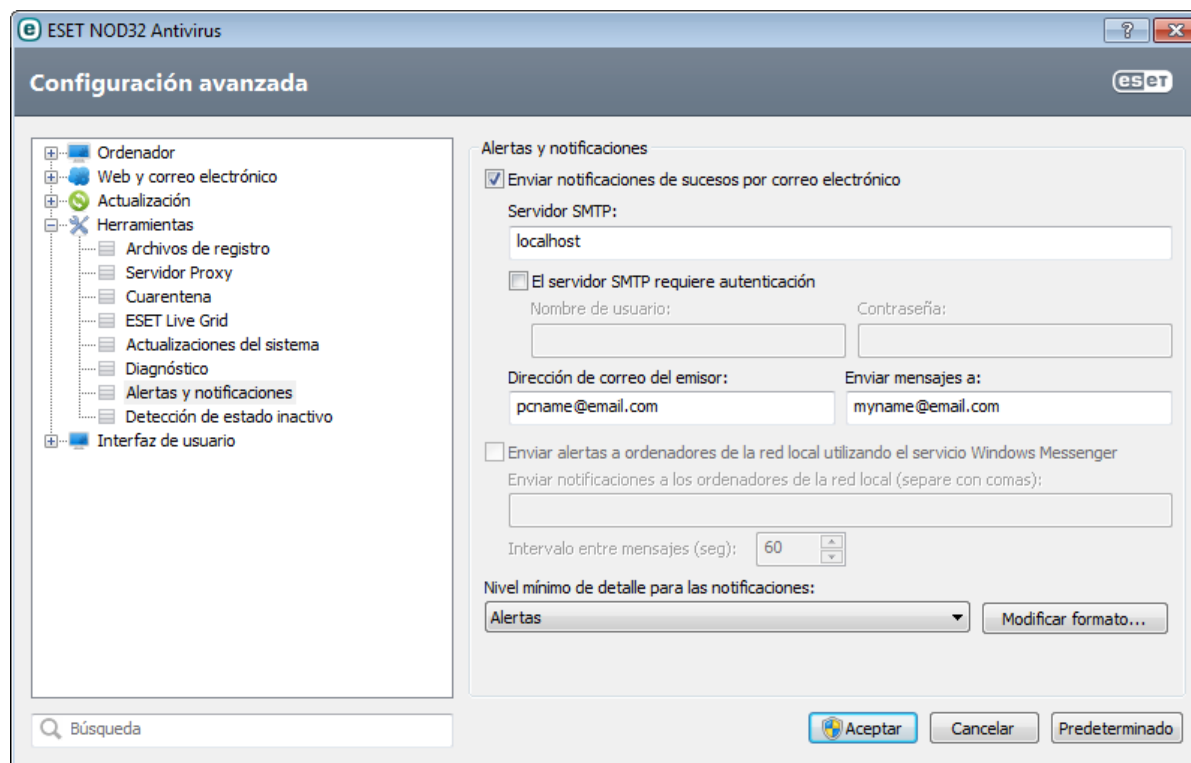 ESET NOD32 Antivirus
Configuración avanzada
eseT
Ordenador
Web y correo electrónico
Actualización
Herramientas
Archivos de registro
Servidor Proxy
Cuarentena
ESET Live Grid
Actualizaciones del sistema
Diagnóstico
Alertas y notificaciones
Detección de estado inactivo
Interfaz de usuario
Búsqueda
Alertas y notificaciones
Enviar notificaciones de sucesos por correo electrónico
Servidor SMTP:
localhost
El servidor SMTP requiere autenticación
Nombre de usuario: Contraseña:
Dirección de correo del emisor: Enviar mensajes a:
pcname@email.com myname@email.com
Enviar alertas a ordenadores de la red local utilizando el servicio Windows Messenger
Enviar notificaciones a los ordenadores de la red local (separe con comas):
Intervalo entre mensajes (seg): 60
Nivel mínimo de detalle para las notificaciones:
Alertas Modificar formato...
Aceptar Cancelar Predeterminado